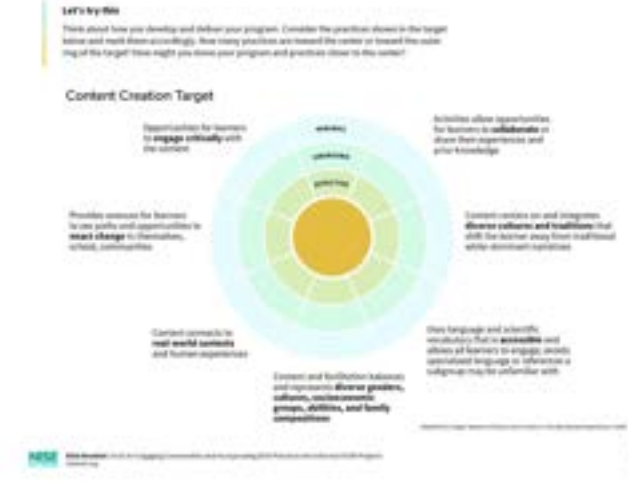 Let's try this
Think about how you develop and deliver your program. Consider the practices shown in the target
below and mark them accordingly. How many practices are toward the center or toward the outer
ring of the target? How might you move your program and practices closer to the center?
Content Creation Target
Opportunities for learners
to engage critically with
the content
Activities allow opportunities
for learners to collaborate or
share their experiences and
prior knowledge
Provides avenues for learners
to see paths and opportunities to
enact change in themselves,
school, communities
Content centers on and integrates
diverse cultures and traditions that
shift the learner away from traditional
white-dominant narratives
Content connects to
real-world contexts
and human experiences
Uses language and scientific
vocabulary that is accessible and
allows all learners to engage; avoids
specialized language or references a
subgroup may be unfamiliar with
Content and facilitation balances
and represents diverse genders,
cultures, socioeconomic
groups, abilities, and family
compositions
NISE